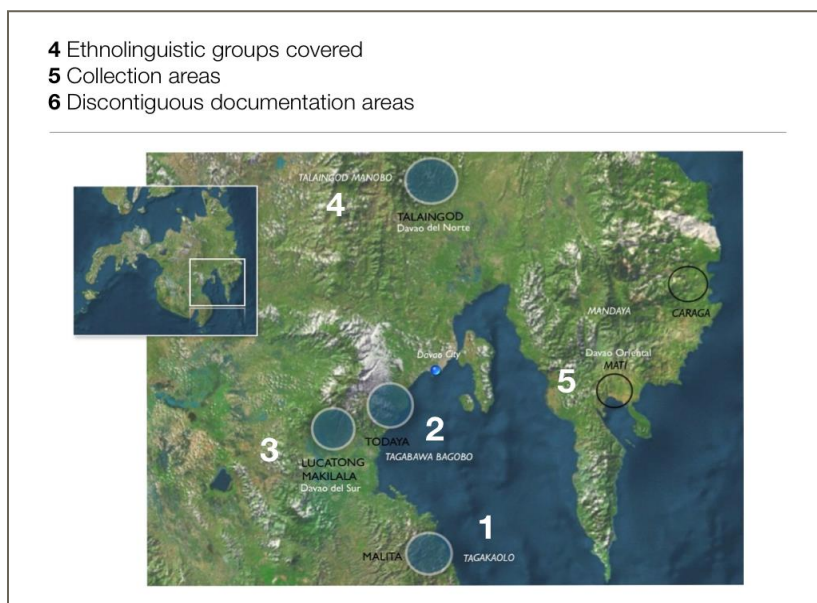 4 Ethnolinguistic groups covered
5 Collection areas
6 Discontiguous documentation areas
TALAINGOD MANOBO
4
TALAINGOD
Davao del Norte
MANDAYA
CARAGA
Davao City
Davao Oriental
MATI
5
2
TODAYA
TAGABAWA BAGOBO
3
LUCATONG
MAKILALA
Davao del Sur
1
MALITA
TAGAKAOLO